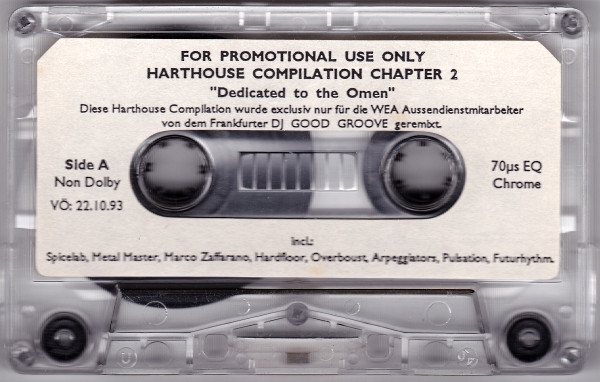 FOR PROMOTIONAL USE ONLY
HARTHOUSE COMPILATION CHAPTER 2
"Dedicated to the Omen"
Diese Harthouse Compilation wurde exclusiv nur für die WEA Aussendienstmitarbeiter
von dem Frankfurter DJ GOOD GROOVE geremixt.
Side A
Non Dolby
VÖ: 22.10.93
70µs EQ
Chrome
Incl.:
Spicelab, Metal Master, Marco Zaffarano, Hardfloor, Overboust, Arpeggiators, Pulsation, Futurhythm.